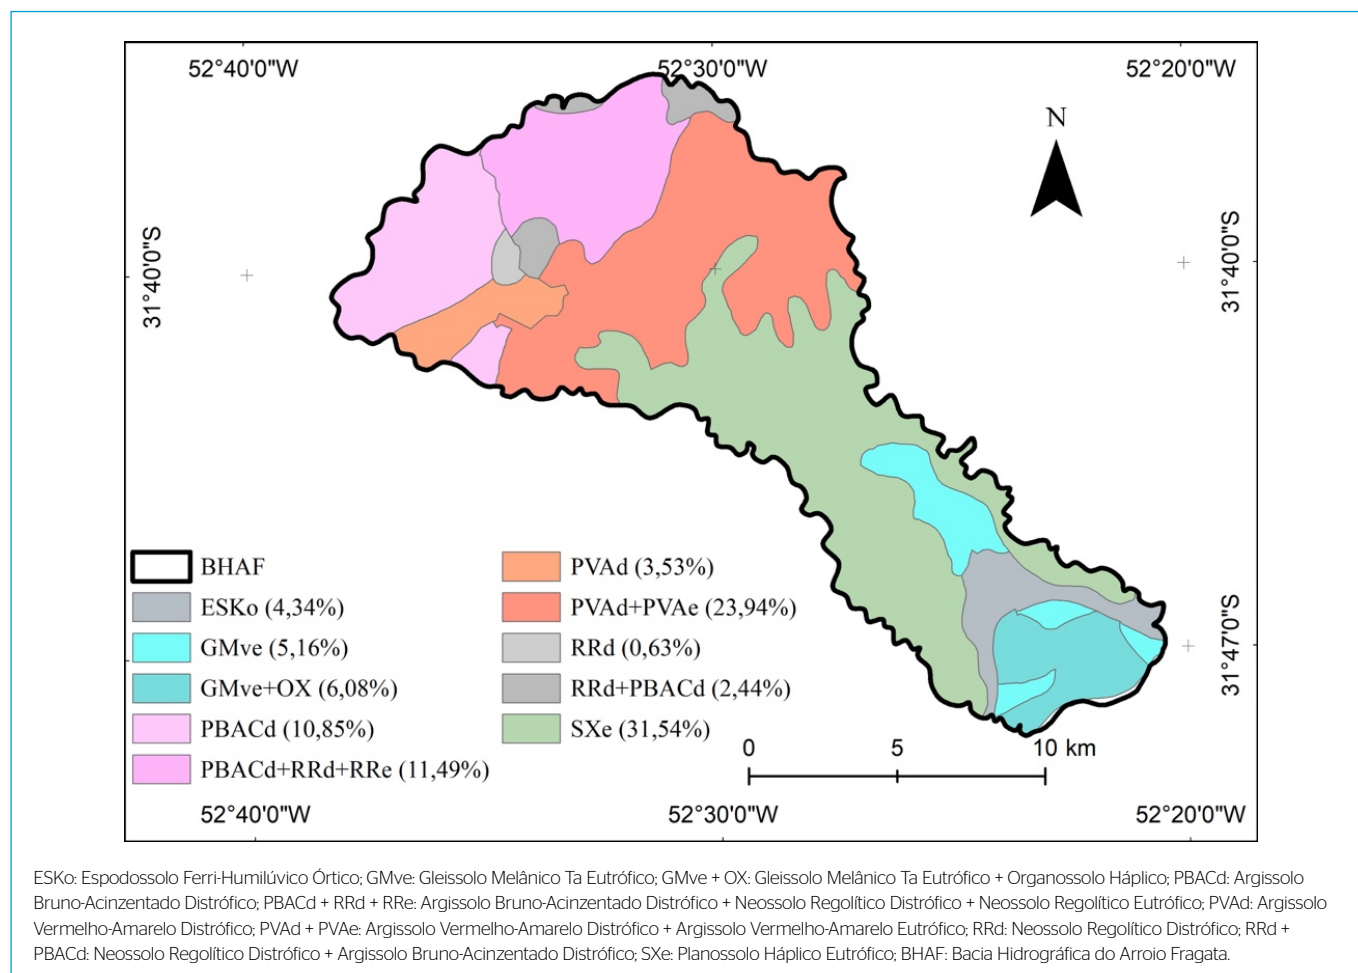 52°40'0"W 52°30'0"W 52°20'0"W
N
31°40'0"S 31°40'0"S
31°47'0"S
BHAF
ESKo (4,34%)
GMve (5,16%)
GMve+OX (6,08%)
PBACd (10,85%)
PBACd+RRd+RRe (11,49%)
PVAd (3,53%)
PVAd+PVAe (23,94%)
RRd (0,63%)
RRd+PBACd (2,44%)
SXe (31,54%)
0 5 10 km
52°40'0"W 52°30'0"W 52°20'0"W
ESKo: Espodossolo Ferri-Humilúvico Órtico; GMve: Gleissolo Melânico Ta Eutrófico; GMve + OX: Gleissolo Melânico Ta Eutrófico + Organossolo Háplico; PBACd: Argissolo
Bruno-Acinzentado Distrófico; PBACd + RRd + RRe: Argissolo Bruno-Acinzentado Distrófico + Neossolo Regolítico Distrófico + Neossolo Regolítico Eutrófico; PVAd: Argissolo
Vermelho-Amarelo Distrófico; PVAd + PVAe: Argissolo Vermelho-Amarelo Distrófico + Argissolo Vermelho-Amarelo Eutrófico; RRd: Neossolo Regolítico Distrófico; RRd +
PBACd: Neossolo Regolítico Distrófico + Argissolo Bruno-Acinzentado Distrófico; SXe: Planossolo Háplico Eutrófico; BHAF: Bacia Hidrográfica do Arroio Fragata.